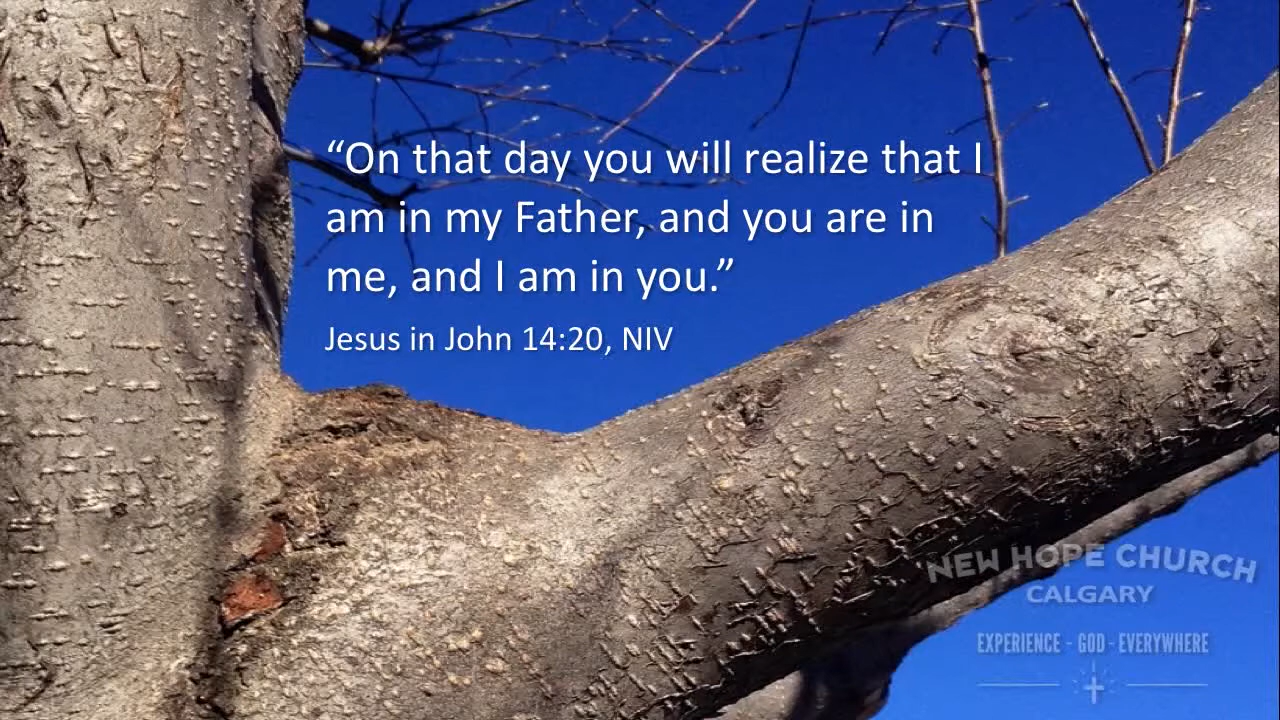 “On that day you will realize that I
am in my Father, and you are in
me, and I am in you.”
Jesus in John 14:20, NIV
NEW HOPE CHURCH
CALGARY
EXPERIENCE - GOD - EVERYWHERE